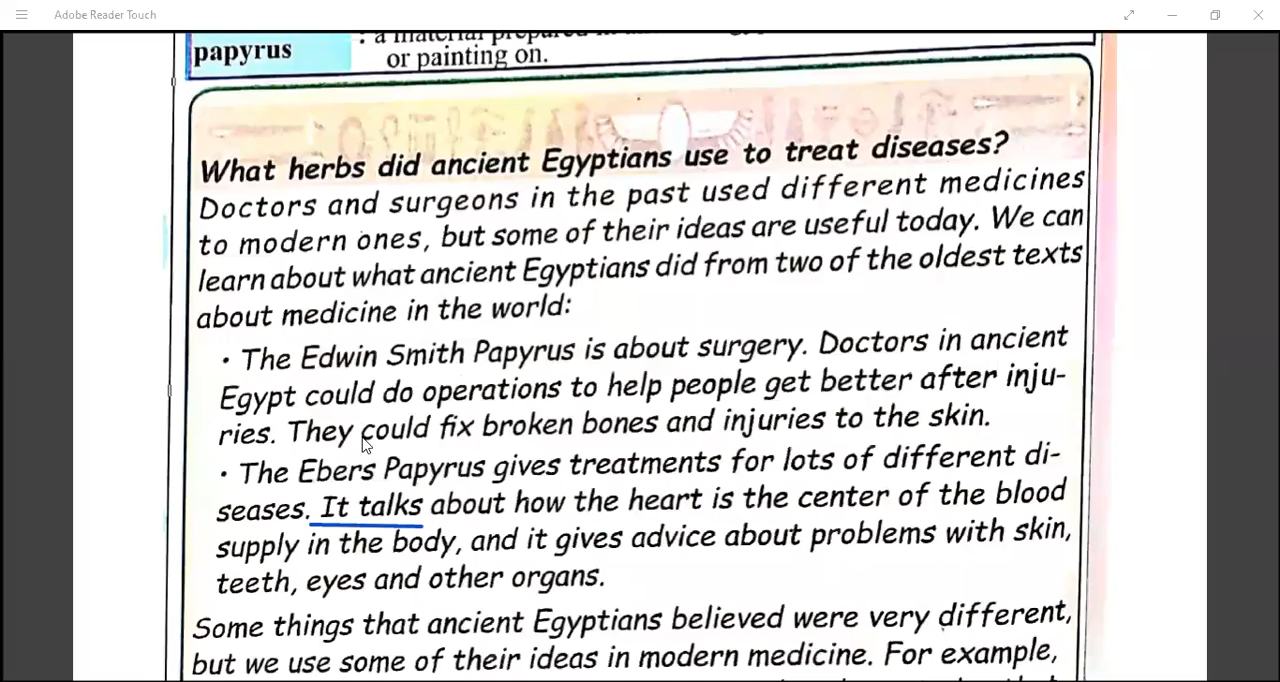 Adobe Reader Touch
papyrus
: a material prepared in
or painting on.
What herbs did ancient Egyptians use to treat diseases?
Doctors and surgeons in the past used different medicines
to modern ones, but some of their ideas are useful today. We can
learn about what ancient Egyptians did from two of the oldest texts
about medicine in the world:
• The Edwin Smith Papyrus is about surgery. Doctors in ancient
Egypt could do operations to help people get better after inju-
ries. They could fix broken bones and injuries to the skin.
• The Ebers Papyrus gives treatments for lots of different di-
seases. It talks about how the heart is the center of the blood
supply in the body, and it gives advice about problems with skin,
teeth, eyes and other organs.
Some things that ancient Egyptians believed were very different,
but we use some of their ideas in modern medicine. For example,